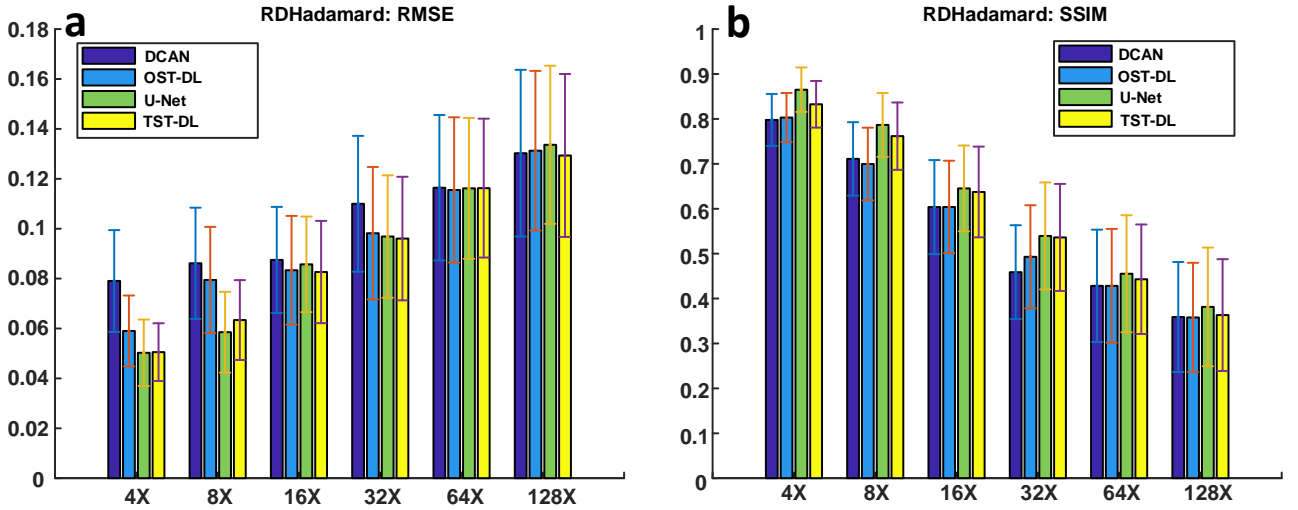 a
RDHadamard: RMSE
0.18
0.16
0.14
0.12
0.1
0.08
0.06
0.04
0.02
0
DCAN
OST-DL
U-Net
TST-DL
4X 8X 16X 32X 64X 128X
b
RDHadamard: SSIM
1
0.9
0.8
0.7
0.6
0.5
0.4
0.3
0.2
0.1
0
DCAN
OST-DL
U-Net
TST-DL
4X 8X 16X 32X 64X 128X